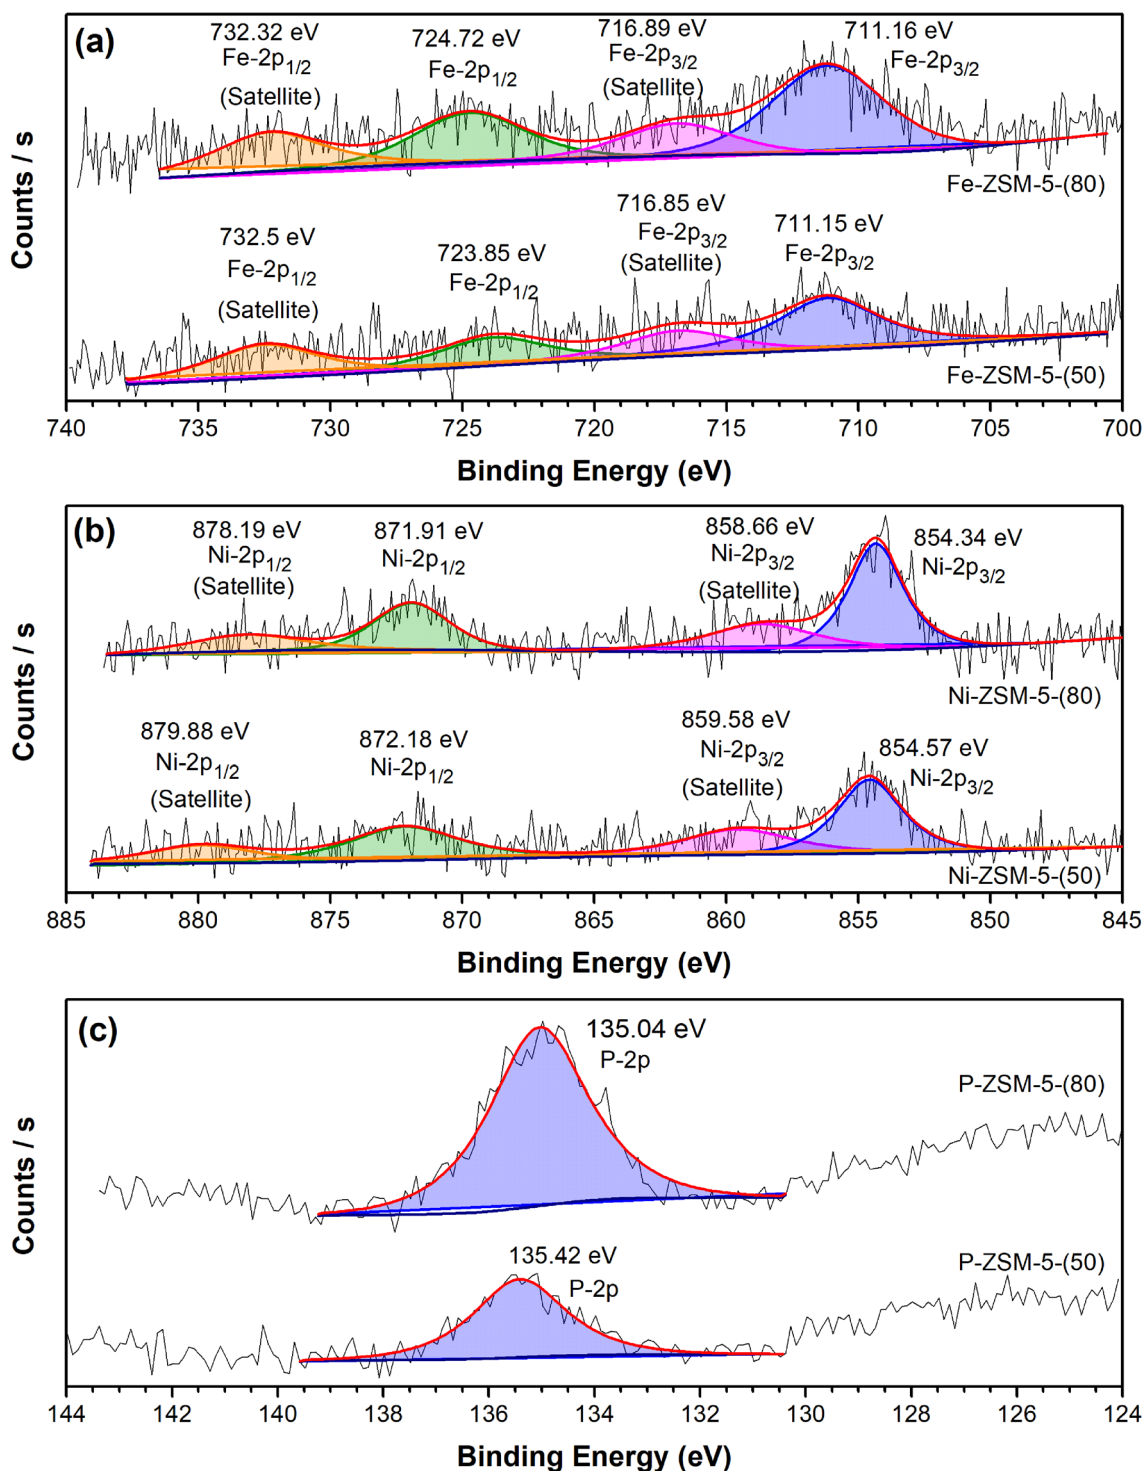 (a)
732.32 eV
Fe-2p1/2
(Satellite)
724.72 eV
Fe-2p1/2
716.89 eV
Fe-2p3/2
(Satellite)
711.16 eV
Fe-2p3/2
Fe-ZSM-5-(80)
732.5 eV
Fe-2p1/2
(Satellite)
723.85 eV
Fe-2p1/2
716.85 eV
Fe-2p3/2
(Satellite)
711.15 eV
Fe-2p3/2
Fe-ZSM-5-(50)
Counts / s
740 735 730 725 720 715 710 705 700
Binding Energy (eV)
(b)
878.19 eV
Ni-2p1/2
(Satellite)
871.91 eV
Ni-2p1/2
858.66 eV
Ni-2p3/2
(Satellite)
854.34 eV
Ni-2p3/2
Ni-ZSM-5-(80)
879.88 eV
Ni-2p1/2
(Satellite)
872.18 eV
Ni-2p1/2
859.58 eV
Ni-2p3/2
(Satellite)
854.57 eV
Ni-2p3/2
Ni-ZSM-5-(50)
Counts / s
885 880 875 870 865 860 855 850 845
Binding Energy (eV)
(c)
135.04 eV
P-2p
P-ZSM-5-(80)
135.42 eV
P-2p
P-ZSM-5-(50)
Counts / s
144 142 140 138 136 134 132 130 128 126 124
Binding Energy (eV)